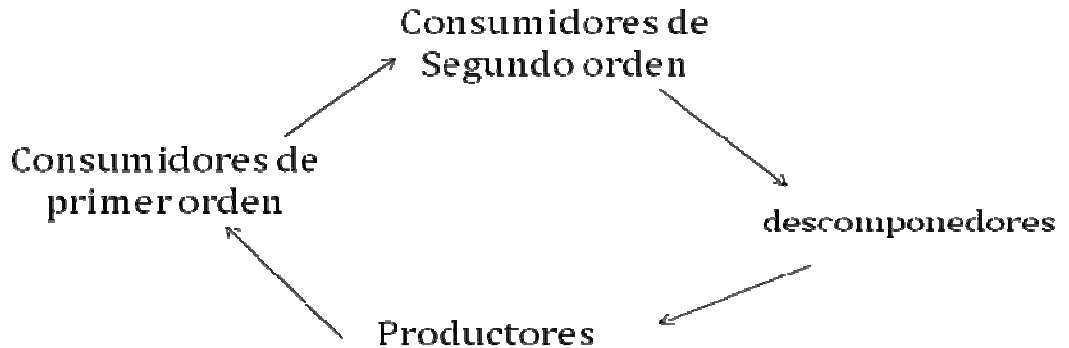 Consumidores de
Segundo orden
Consumidores de
primer orden
descomponedores
Productores